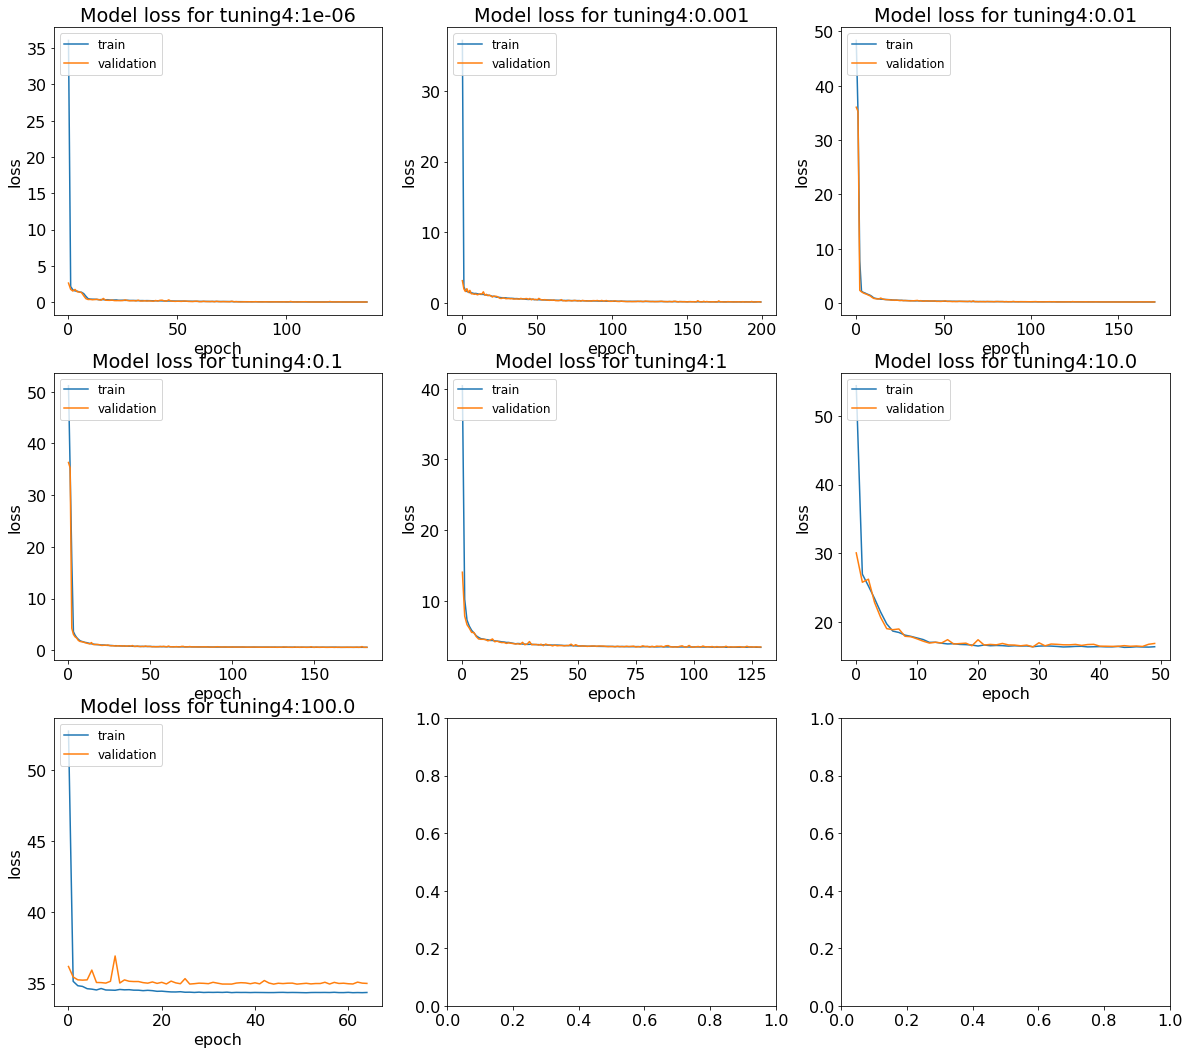 Model loss for tuning4:1e-06
train
validation
loss
35
30
25
20
15
10
5
0
0 50 100
epoch
Model loss for tuning4:0.001
train
validation
loss
30
20
10
0
0 50 100 150 200
epoch
Model loss for tuning4:0.01
train
validation
loss
50
40
30
20
10
0
0 50 100 150
epoch
Model loss for tuning4:0.1
train
validation
loss
50
40
30
20
10
0
0 50 100 150
epoch
Model loss for tuning4:1
train
validation
loss
40
30
20
10
0 25 50 75 100 125
epoch
Model loss for tuning4:10.0
train
validation
loss
50
40
30
20
0 10 20 30 40 50
epoch
Model loss for tuning4:100.0
train
validation
loss
50
45
40
35
0 20 40 60
epoch
1.0
0.8
0.6
0.4
0.2
0.0
0.0 0.2 0.4 0.6 0.8 1.0
1.0
0.8
0.6
0.4
0.2
0.0
0.0 0.2 0.4 0.6 0.8 1.0